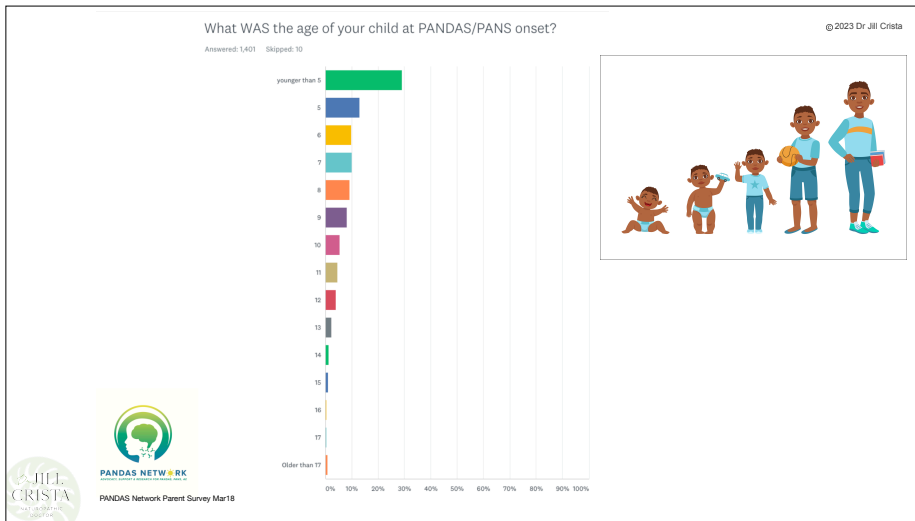 What WAS the age of your child at PANDAS/PANS onset?
© 2023 Dr Jill Crista
Answered: 1,401 Skipped: 10
younger than 5
5
6
7
8
9
10
11
12
13
14
15
16
17
Older than 17
0% 10% 20% 30% 40% 50% 60% 70% 80% 90% 100%
PANDAS NETWORK
PANDAS Network Parent Survey Mar18
JILL
CRISTA
NATUROPATHIC
DOCTOR